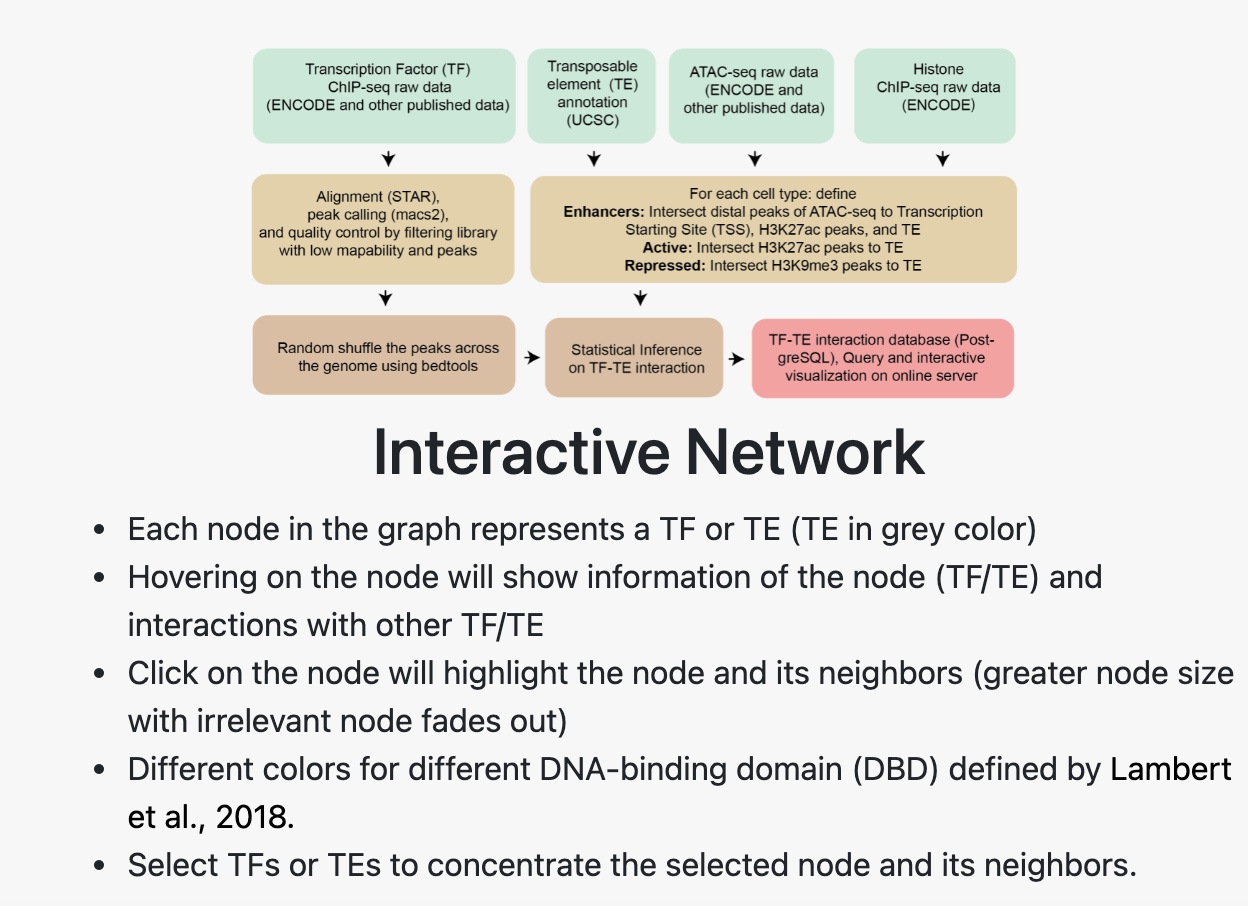 Transcription Factor (TF)
ChIP-seq raw data
(ENCODE and other published data)
Transposable
element (TE)
annotation
(UCSC)
ATAC-seq raw data
(ENCODE and
other published data)
Histone
ChIP-seq raw data
(ENCODE)
Alignment (STAR),
peak calling (macs2),
and quality control by filtering library
with low mapability and peaks
For each cell type: define
Enhancers: Intersect distal peaks of ATAC-seq to Transcription
Starting Site (TSS), H3K27ac peaks, and TE
Active: Intersect H3K27ac peaks to TE
Repressed: Intersect H3K9me3 peaks to TE
Random shuffle the peaks across
the genome using bedtools
Statistical Inference
on TF-TE interaction
TF-TE interaction database (Post-
greSQL), Query and interactive
visualization on online server
Interactive Network
• Each node in the graph represents a TF or TE (TE in grey color)
• Hovering on the node will show information of the node (TF/TE) and
interactions with other TF/TE
• Click on the node will highlight the node and its neighbors (greater node size
with irrelevant node fades out)
• Different colors for different DNA-binding domain (DBD) defined by Lambert
et al., 2018.
• Select TFs or TEs to concentrate the selected node and its neighbors.